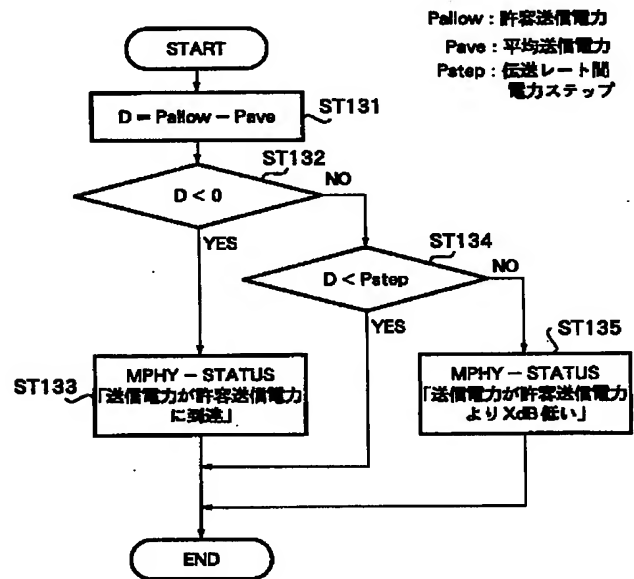 Pallow：許容送信電力
Pave：平均送信電力
Pstep：伝送レート間
電力ステップ
START
D = Pallow − Pave
ST131
ST132
D < 0
NO
YES
ST134
D < Pstep
NO
YES
ST133
MPHY − STATUS
「送信電力が許容送信電力
に到達」
ST135
MPHY − STATUS
「送信電力が許容送信電力
よりXdB低い」
END